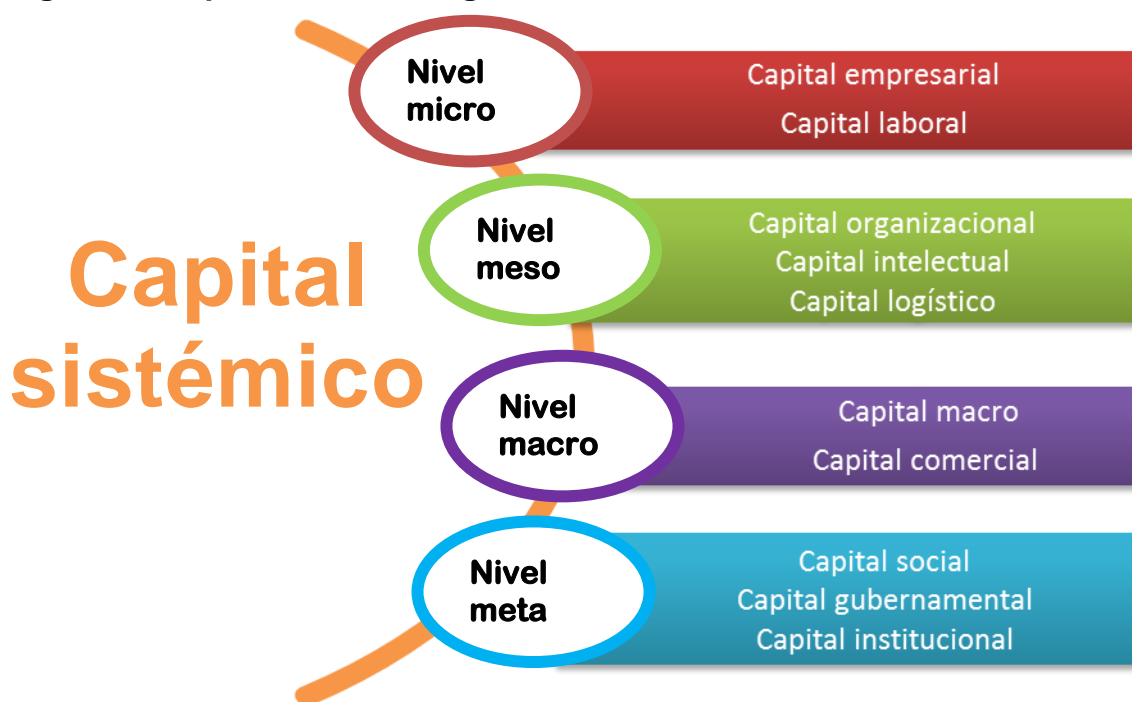 Capital
sistémico
Nivel
micro
Capital empresarial
Capital laboral
Nivel
meso
Capital organizacional
Capital intelectual
Capital logístico
Nivel
macro
Capital macro
Capital comercial
Nivel
meta
Capital social
Capital gubernamental
Capital institucional